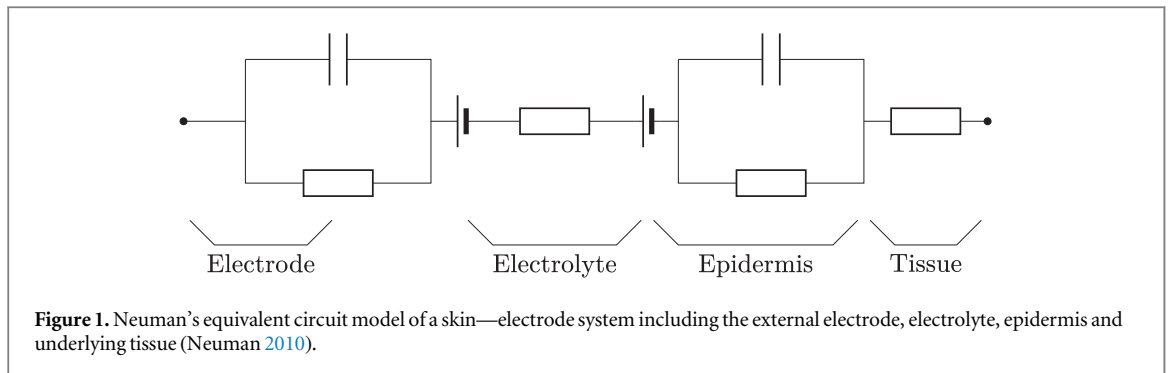 Electrode Electrolyte Epidermis Tissue
Figure 1. Neuman's equivalent circuit model of a skin—electrode system including the external electrode, electrolyte, epidermis and
underlying tissue (Neuman 2010).